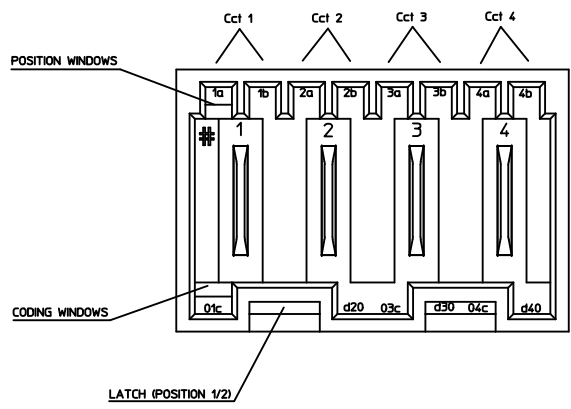 Cct 1 Cct 2 Cct 3 Cct 4
POSITION WINDOWS
1a 1b 2a 2b 3a 3b 4a 4b
# 1 2 3 4
CODING WINDOWS
01c d20 03c d30 04c d40
LATCH (POSITION 1/2)